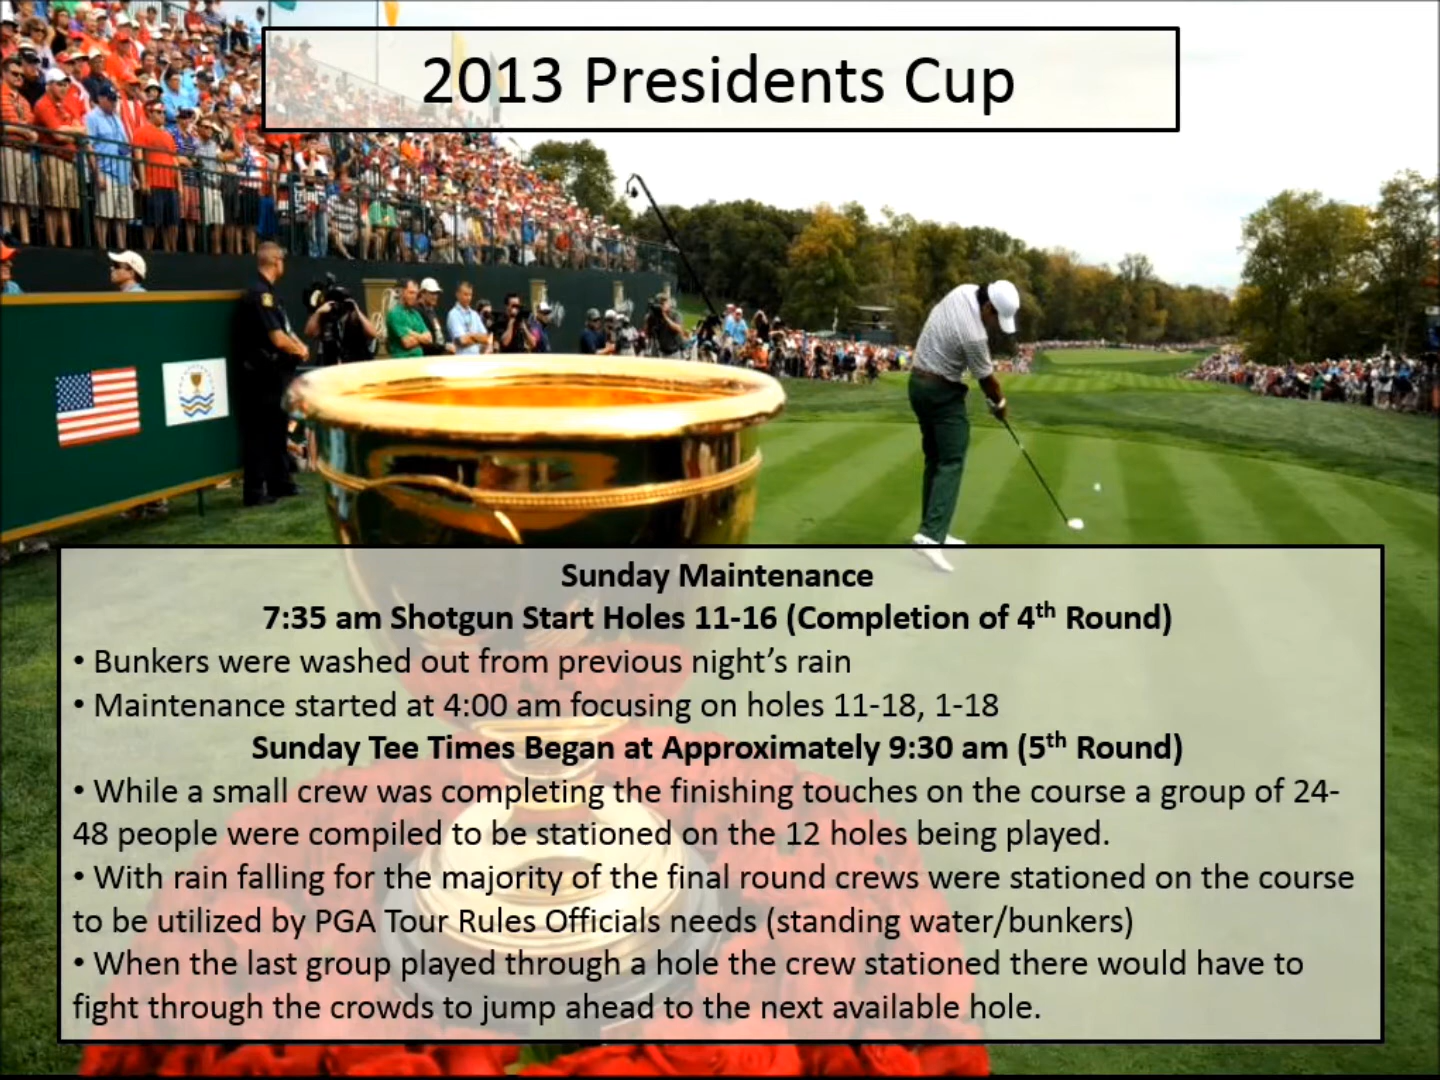 2013 Presidents Cup
Sunday Maintenance
7:35 am Shotgun Start Holes 11-16 (Completion of 4th Round)
• Bunkers were washed out from previous night's rain
• Maintenance started at 4:00 am focusing on holes 11-18, 1-18
Sunday Tee Times Began at Approximately 9:30 am (5th Round)
• While a small crew was completing the finishing touches on the course a group of 24-
48 people were compiled to be stationed on the 12 holes being played.
• With rain falling for the majority of the final round crews were stationed on the course
to be utilized by PGA Tour Rules Officials needs (standing water/bunkers)
• When the last group played through a hole the crew stationed there would have to
fight through the crowds to jump ahead to the next available hole.